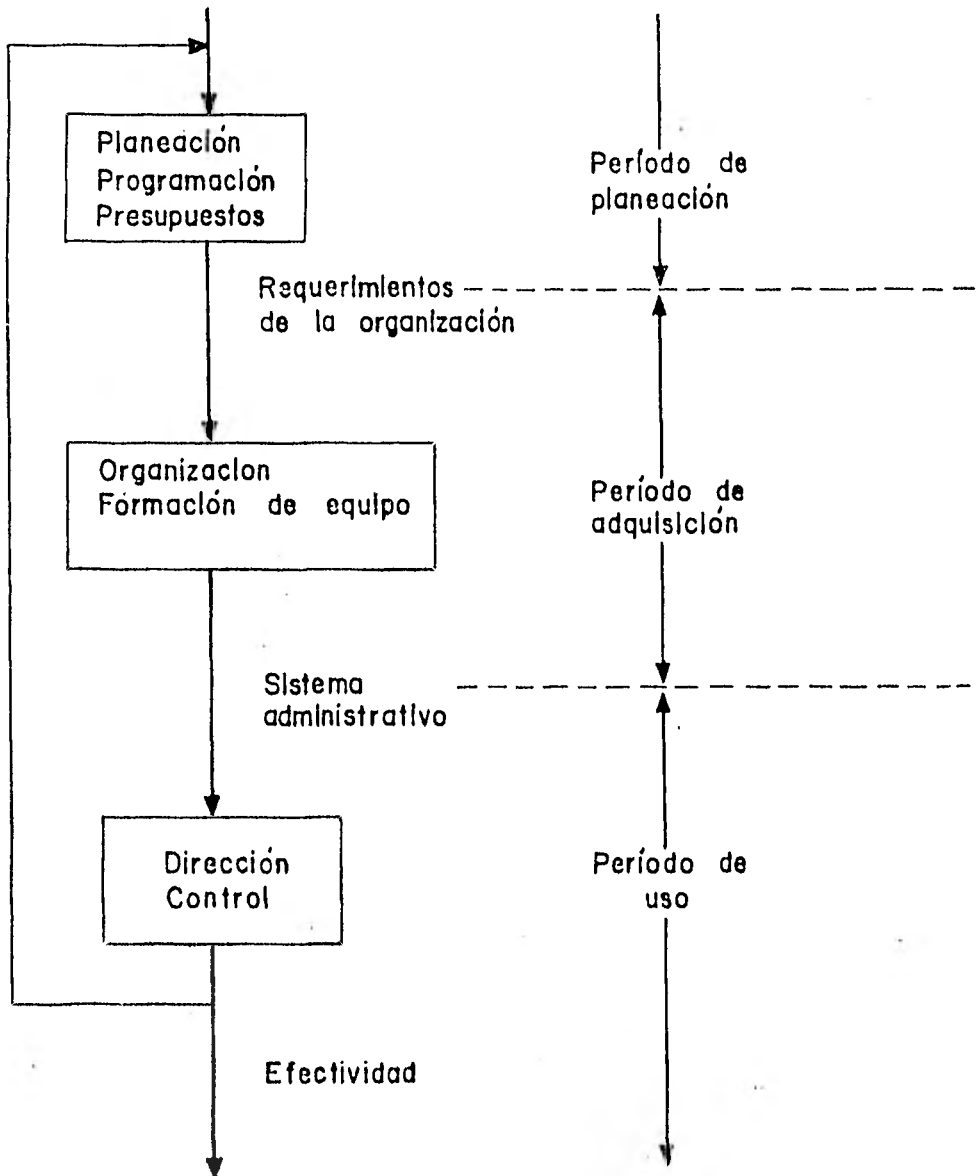 Planeación
Programación
Presupuestos
Período de
planeación
Requerimientos
de la organización
Organizacion
Formación de equipo
Período de
adquisición
Sistema
administrativo
Dirección
Control
Período de
uso
Efectividad